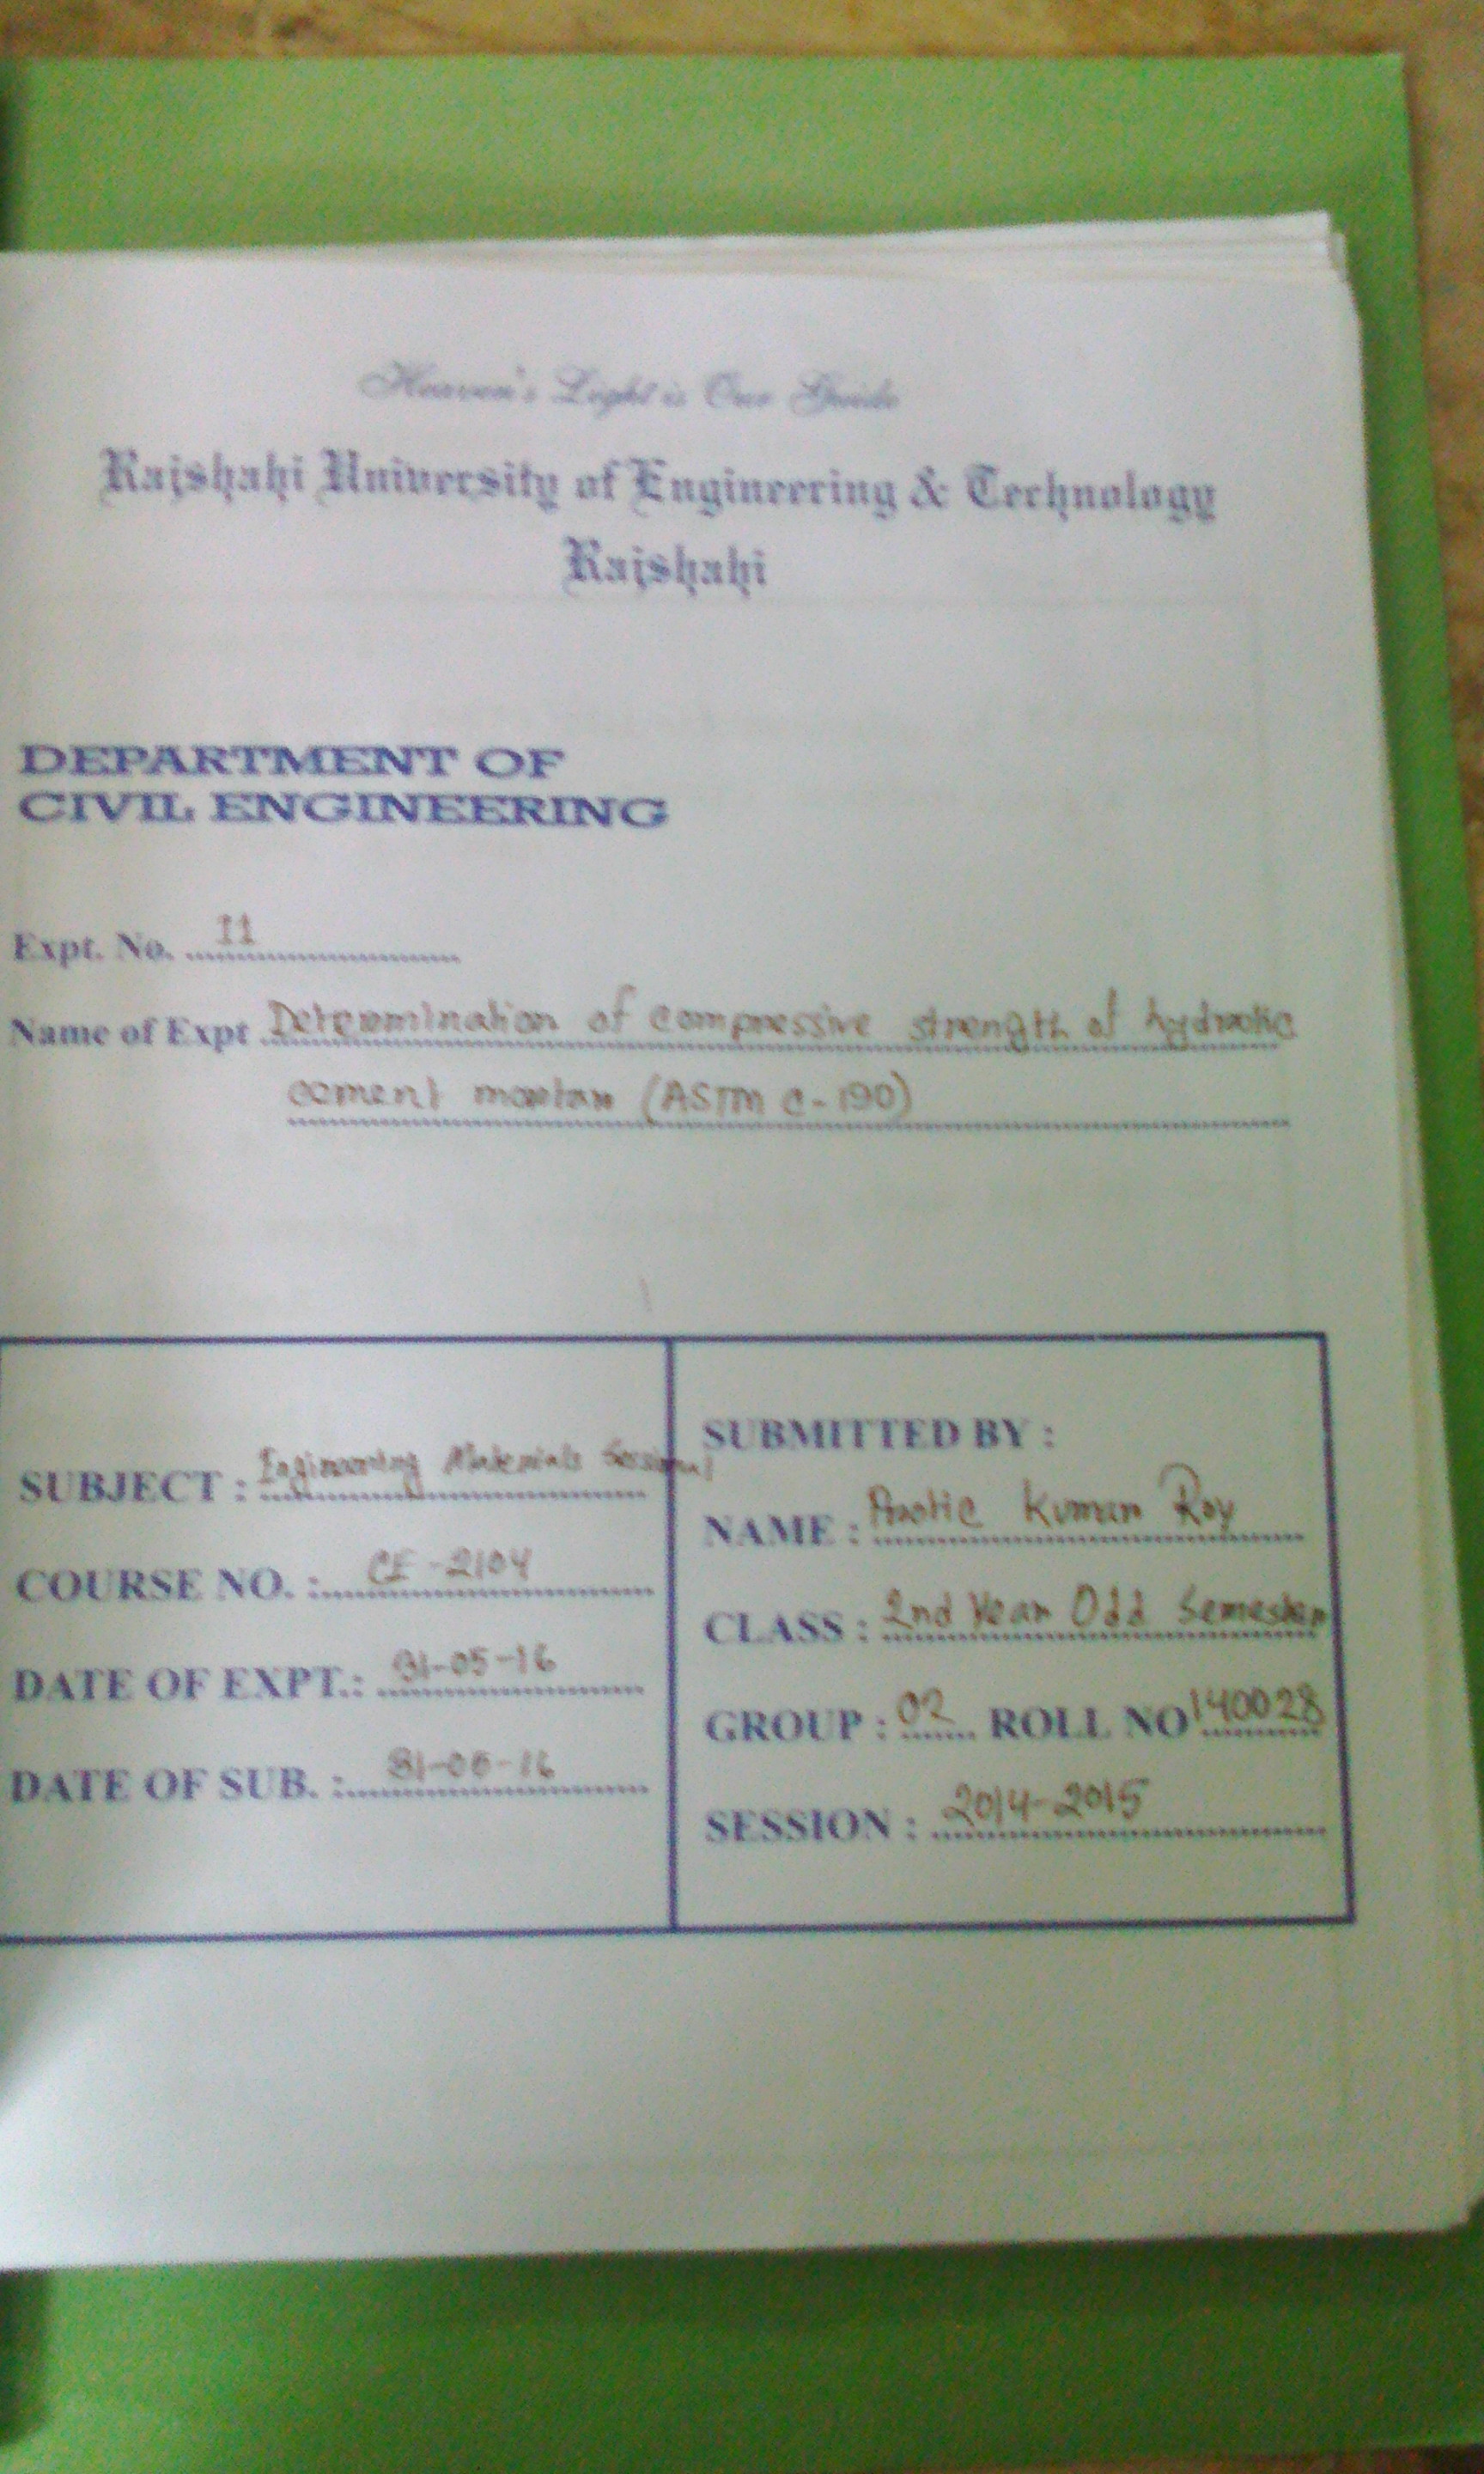 Heaven's Light is Our Guide
Rajshahi University of Engineering & Technology
Rajshahi
DEPARTMENT OF
CIVIL ENGINEERING
Expt. No. 11
Name of Expt Determination of compressive strength of hydrolic
cement mortar (ASTM C-190)
SUBJECT : Engineering Materials Sessional
COURSE NO. : CE-2104
DATE OF EXPT.: 31-05-16
DATE OF SUB. : 31-05-16
SUBMITTED BY :
NAME : Kumar Roy
CLASS : 2nd Year Odd Semester
GROUP : 02 ROLL NO 140028
SESSION : 2014-2015